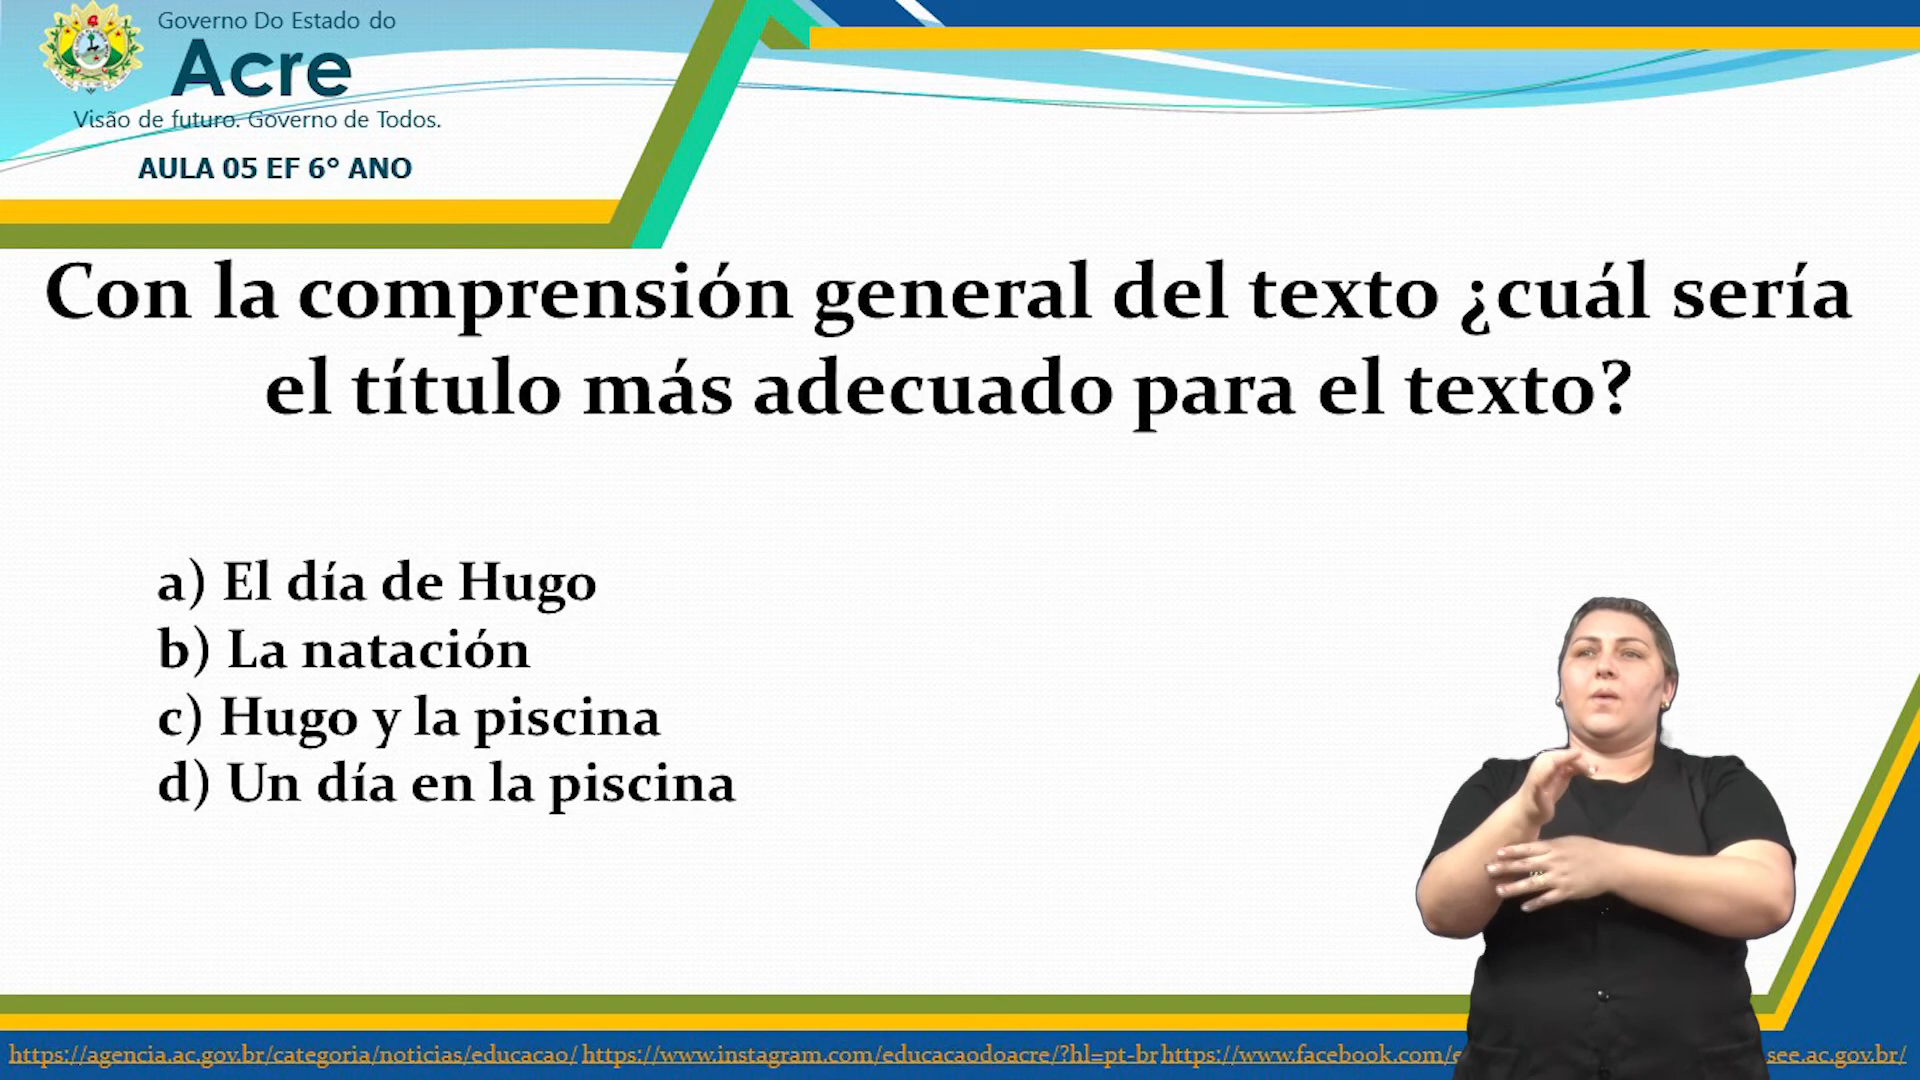 Governo Do Estado do
Acre
Visão de futuro. Governo de Todos.
AULA 05 EF 6° ANO
Con la comprensión general del texto ¿cuál sería
el título más adecuado para el texto?
a) El día de Hugo
b) La natación
c) Hugo y la piscina
d) Un día en la piscina
https://agencia.ac.gov.br/categoria/noticias/educacao/ https://www.instagram.com/educacaodoacre/?hl=pt-br https://www.facebook.com/ see.ac.gov.br/